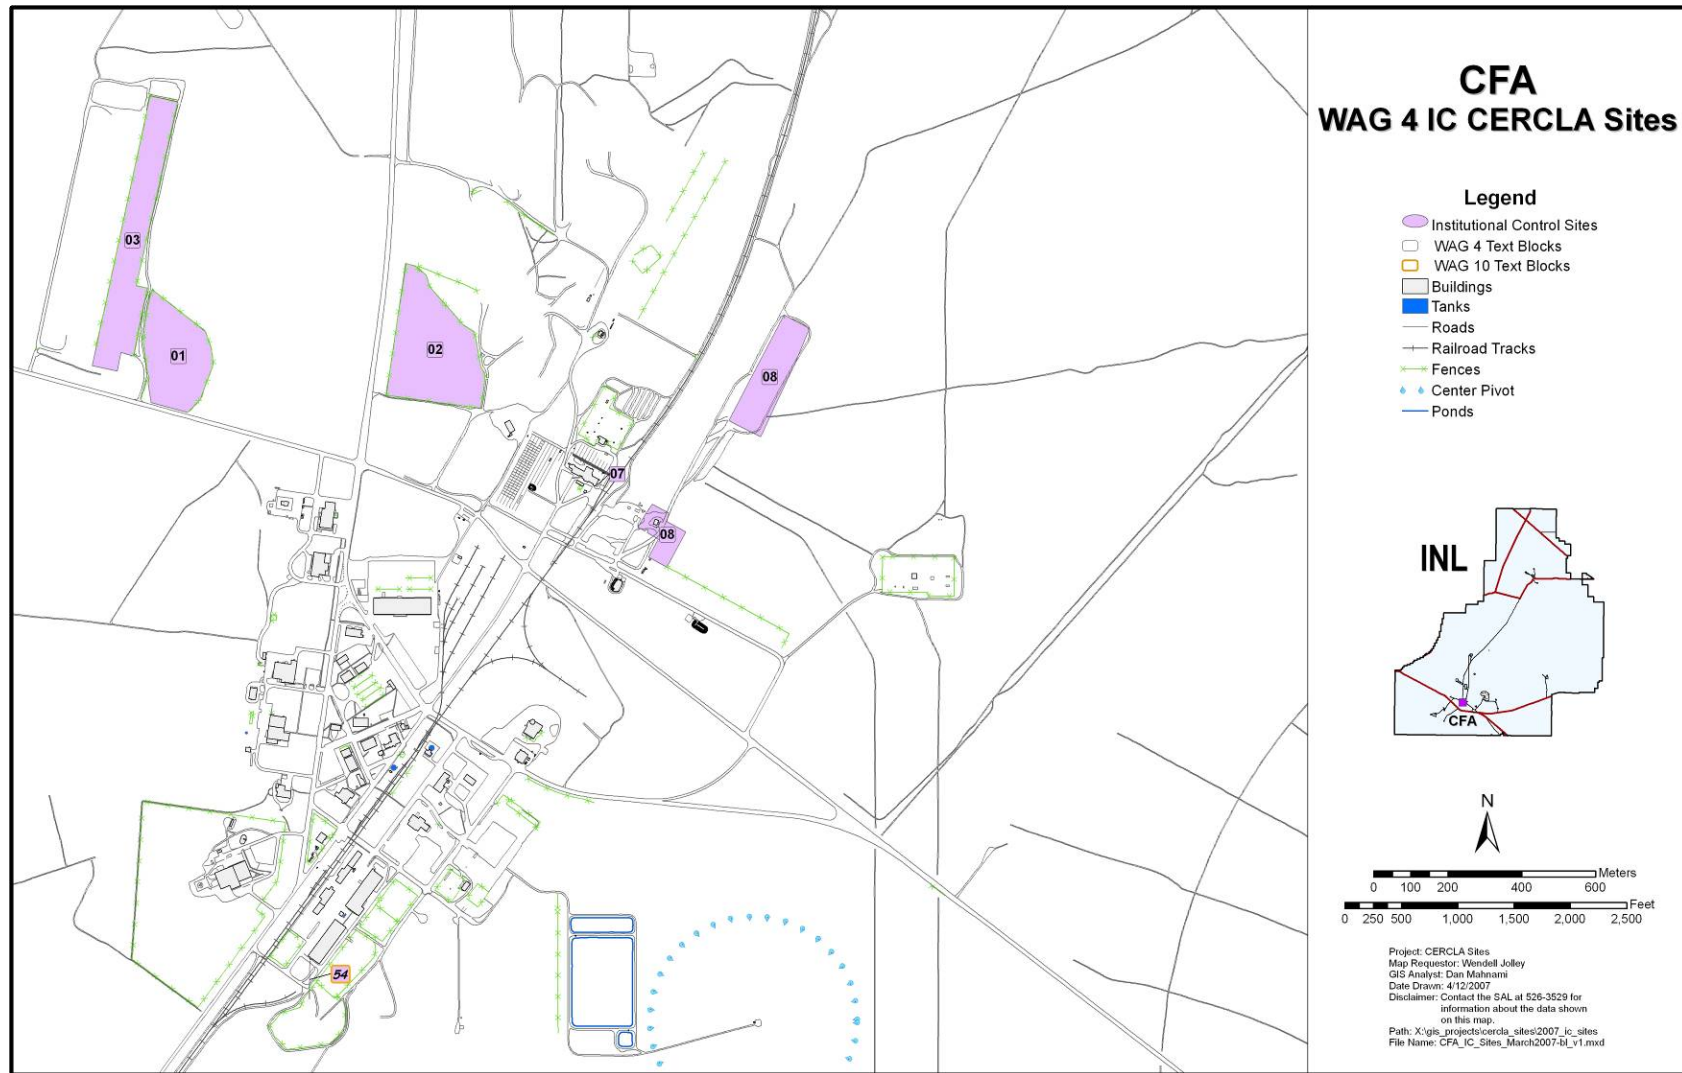 CFA
WAG 4 IC CERCLA Sites
Legend
Institutional Control Sites
WAG 4 Text Blocks
WAG 10 Text Blocks
Buildings
Tanks
Roads
Railroad Tracks
Fences
Center Pivot
Ponds
03
01
02
08
07
08
54
INL
CFA
N
Meters
0 100 200 400 600
Feet
0 250 500 1,000 1,500 2,000 2,500
Project: CERCLA Sites
Map Requestor: Wendell Jolley
GIS Analyst: Dan Mahnami
Date Drawn: 4/12/2007
Disclaimer: Contact the SAL at 526-3529 for
information about the data shown
on this map.
Path: X:\gis_projects\cercla_sites\2007_ic_sites
File Name: CFA_IC_Sites_March2007-bl_v1.mxd